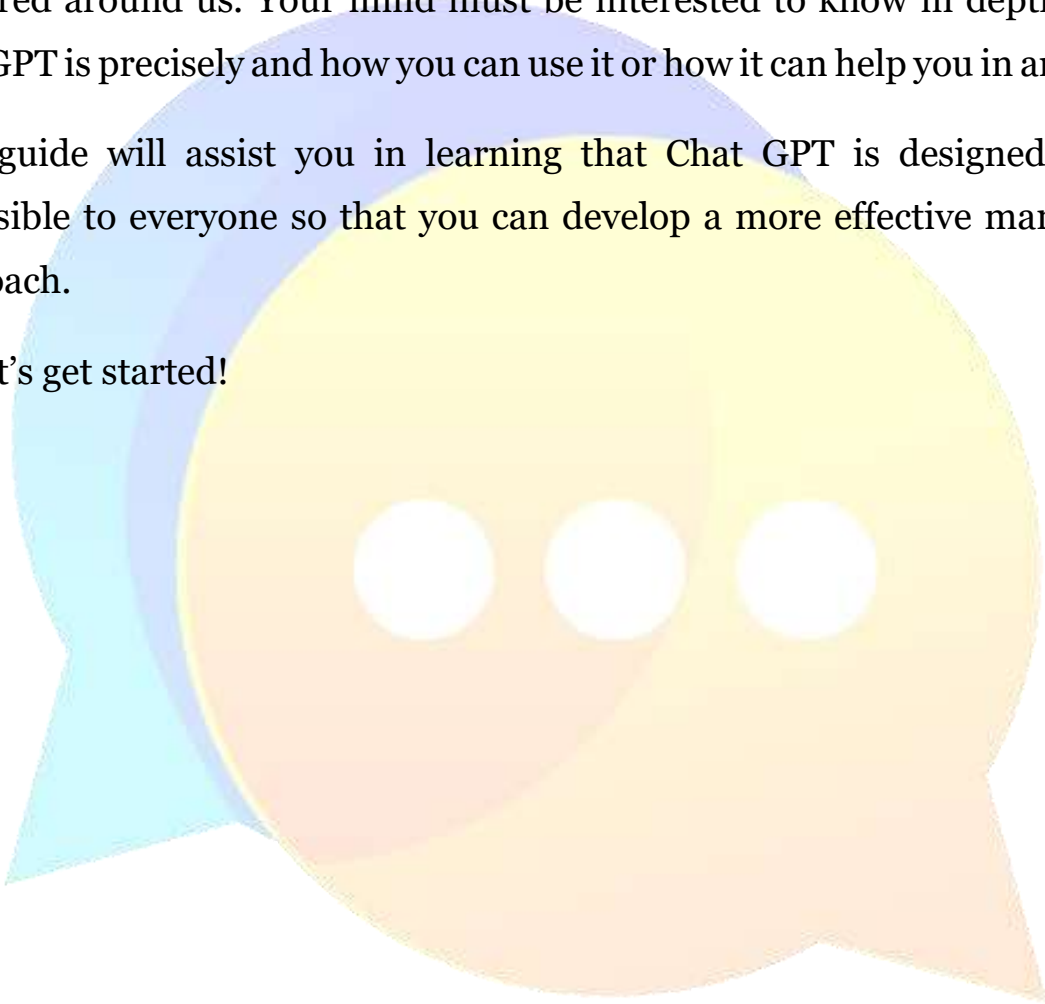 red around us. Your mind must be interested to know in depth
GPT is precisely and how you can use it or how it can help you in an
guide will assist you in learning that Chat GPT is designed
sible to everyone so that you can develop a more effective mar
oach.
t’s get started!